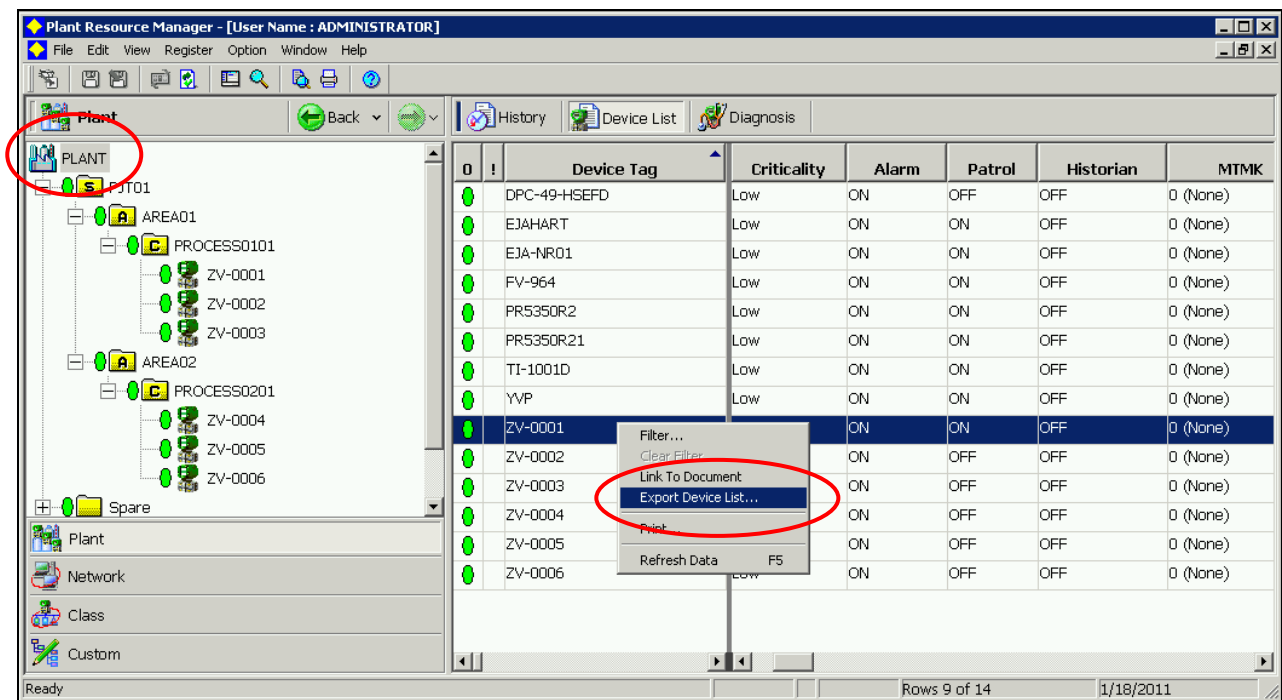 Plant Resource Manager - [User Name : ADMINISTRATOR]
File Edit View Register Option Window Help
Plant Back History Device List Diagnosis
PLANT
S PJT01
A AREA01
C PROCESS0101
ZV-0001
ZV-0002
ZV-0003
A AREA02
C PROCESS0201
ZV-0004
ZV-0005
ZV-0006
Spare
Plant
Network
Class
Custom
O ! Device Tag Criticality Alarm Patrol Historian MTMK
DPC-49-HSEFD Low ON OFF OFF 0 (None)
EJAHART Low ON ON OFF 0 (None)
EJA-NR01 Low ON ON OFF 0 (None)
FV-964 Low ON ON OFF 0 (None)
PR5350R2 Low ON ON OFF 0 (None)
PR5350R21 Low ON ON OFF 0 (None)
TI-1001D Low ON ON OFF 0 (None)
YVP Low ON ON OFF 0 (None)
ZV-0001 ON ON OFF 0 (None)
ZV-0002 ON OFF OFF 0 (None)
ZV-0003 ON OFF OFF 0 (None)
ZV-0004 ON OFF OFF 0 (None)
ZV-0005 ON OFF OFF 0 (None)
ZV-0006 Low ON OFF OFF 0 (None)
Filter...
Clear Filter
Link To Document
Export Device List...
Print...
Refresh Data F5
Ready Rows 9 of 14 1/18/2011